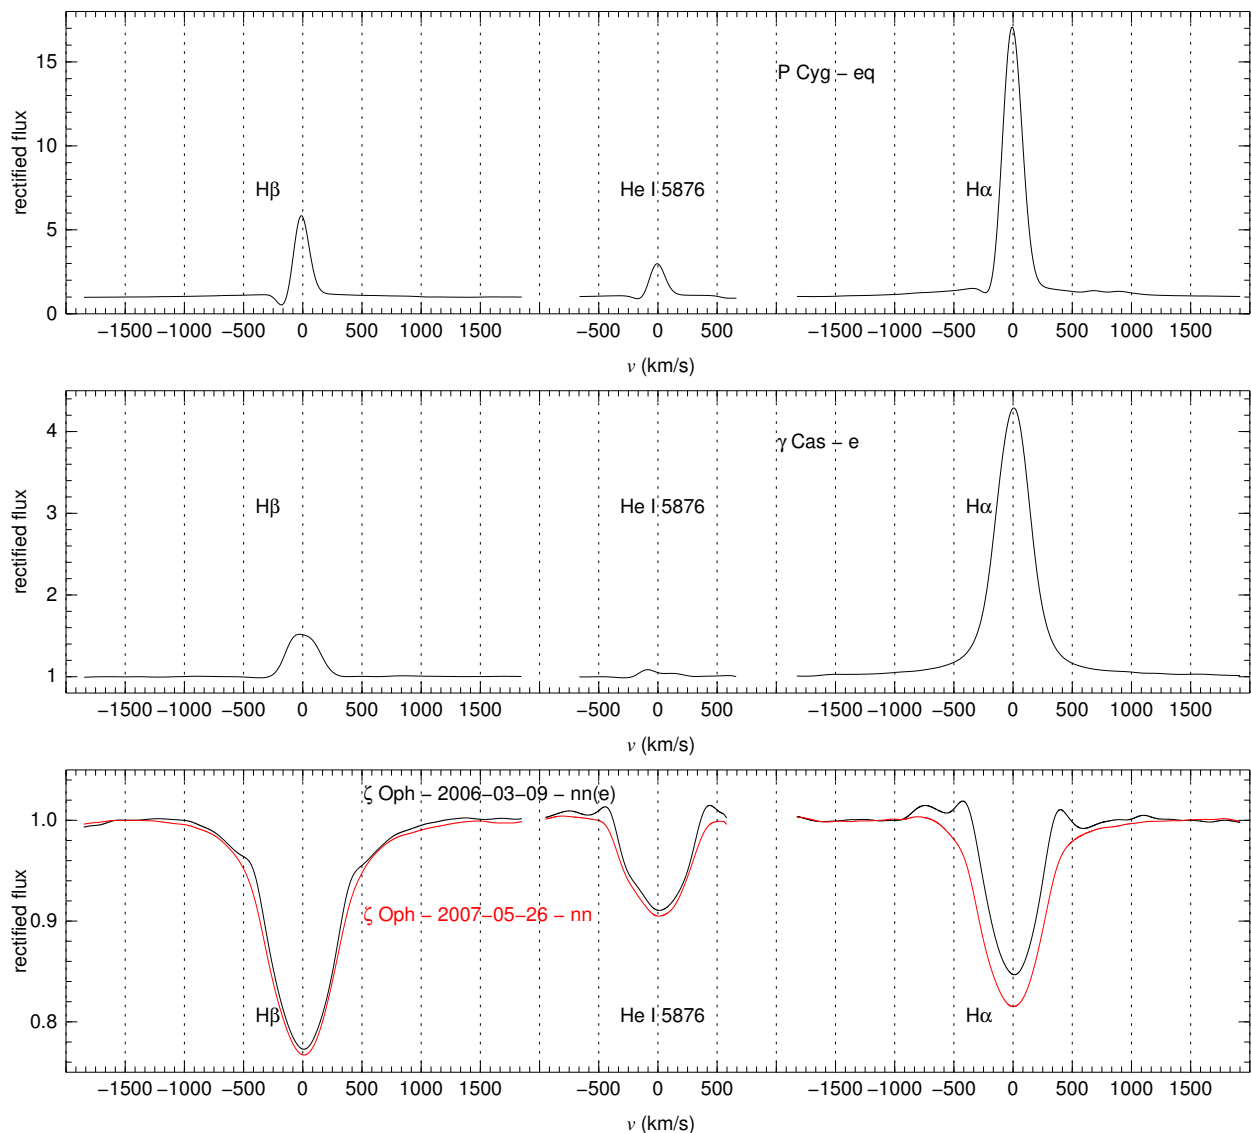 rectified flux
15
10
5
0
P Cyg − eq
Hβ
He I 5876
Hα
−1500 −1000 −500 0 500 1000 1500 −500 0 500 −1500 −1000 −500 0 500 1000 1500
v (km/s)
rectified flux
4
3
2
1
γ Cas − e
Hβ
He I 5876
Hα
−1500 −1000 −500 0 500 1000 1500 −500 0 500 −1500 −1000 −500 0 500 1000 1500
v (km/s)
rectified flux
1.0
0.9
0.8
ζ Oph − 2006−03−09 − nn(e)
ζ Oph − 2007−05−26 − nn
Hβ
He I 5876
Hα
−1500 −1000 −500 0 500 1000 1500 −500 0 500 −1500 −1000 −500 0 500 1000 1500
v (km/s)